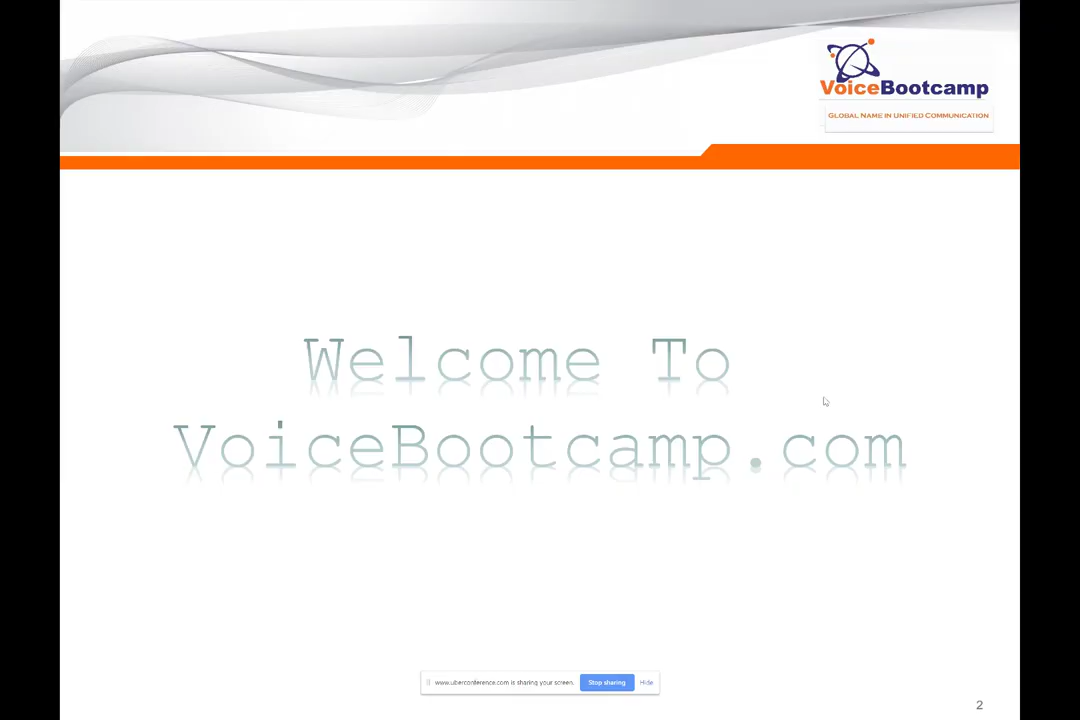 VoiceBootcamp
GLOBAL NAME IN UNIFIED COMMUNICATION
Welcome To
VoiceBootcamp.com
www.uberconference.com is sharing your screen. Stop sharing Hide
2